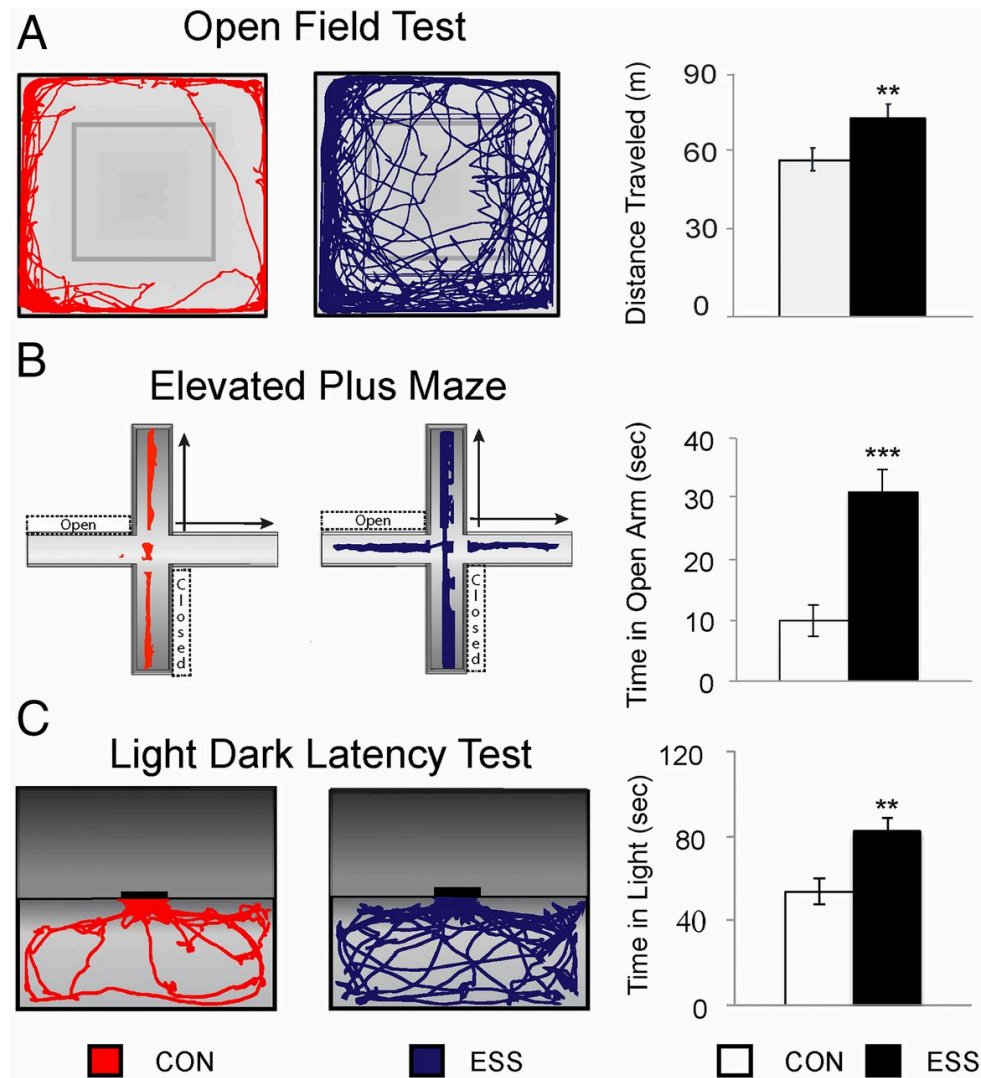 A
Open Field Test
Distance Traveled (m)
90
60
30
0
**
B
Elevated Plus Maze
Open
Closed
Open
Closed
Time in Open Arm (sec)
40
30
20
10
0
***
C
Light Dark Latency Test
Time in Light (sec)
120
80
40
0
**
CON
ESS
CON
ESS